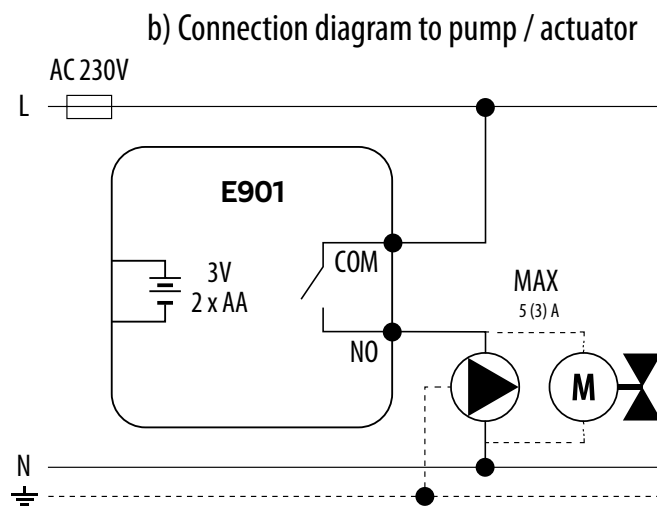 b) Connection diagram to pump / actuator
AC 230V
L
E901
COM
3V
2 x AA
MAX
5 (3) A
NO
M
N